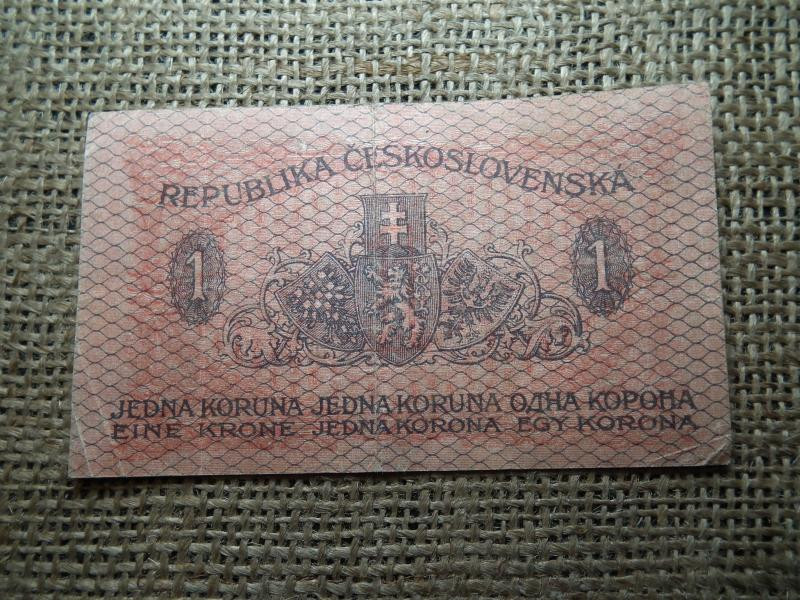 REPUBLIKA ČESKOSLOVENSKÁ
1 1
JEDNA KORUNA JEDNA KORUNA ОДНА КОРОНА
EINE KRONE JEDNA KORONA EGY KORONA